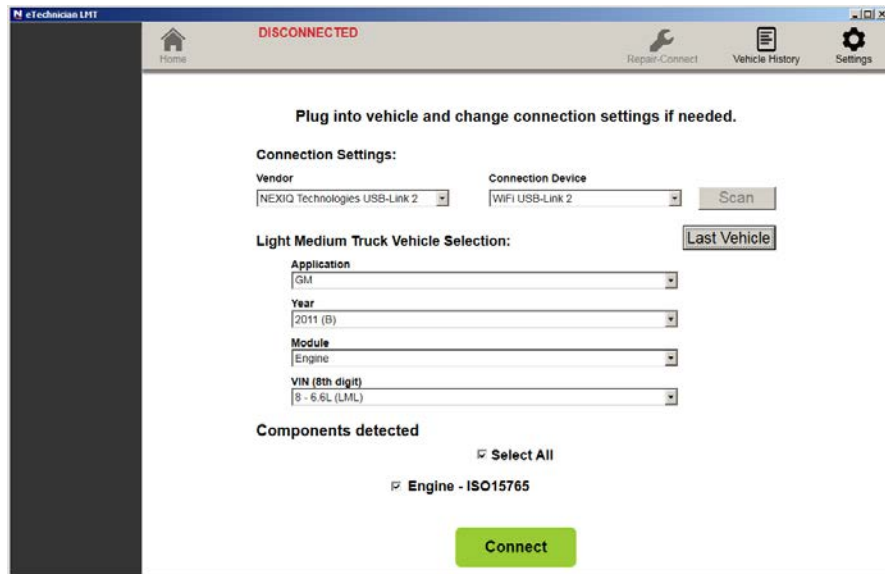 eTechnician LMT
DISCONNECTED
Home
Repair-Connect
Vehicle History
Settings
Plug into vehicle and change connection settings if needed.
Connection Settings:
Vendor
Connection Device
NEXIQ Technologies USB-Link 2
WiFi USB-Link 2
Scan
Last Vehicle
Light Medium Truck Vehicle Selection:
Application
GM
Year
2011 (B)
Module
Engine
VIN (8th digit)
8 - 6.6L (LML)
Components detected
Select All
Engine - ISO15765
Connect